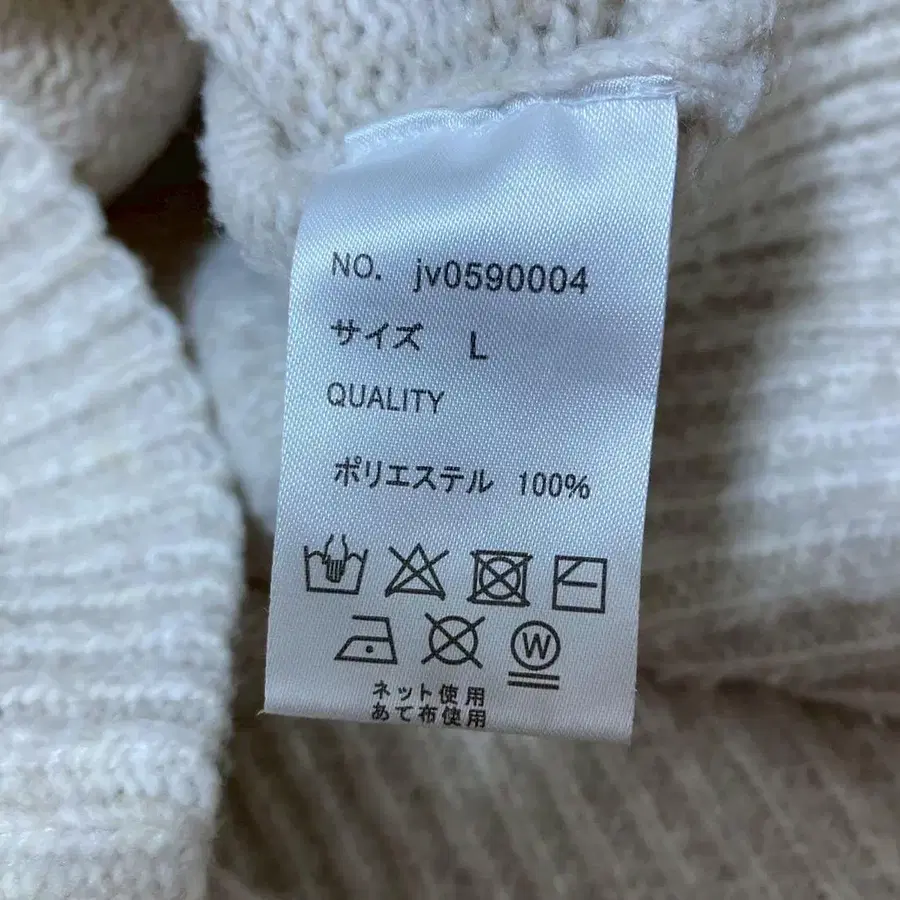 NO. jv0590004
サイズ L
QUALITY
ポリエステル 100%
W
ネット使用
あて布使用